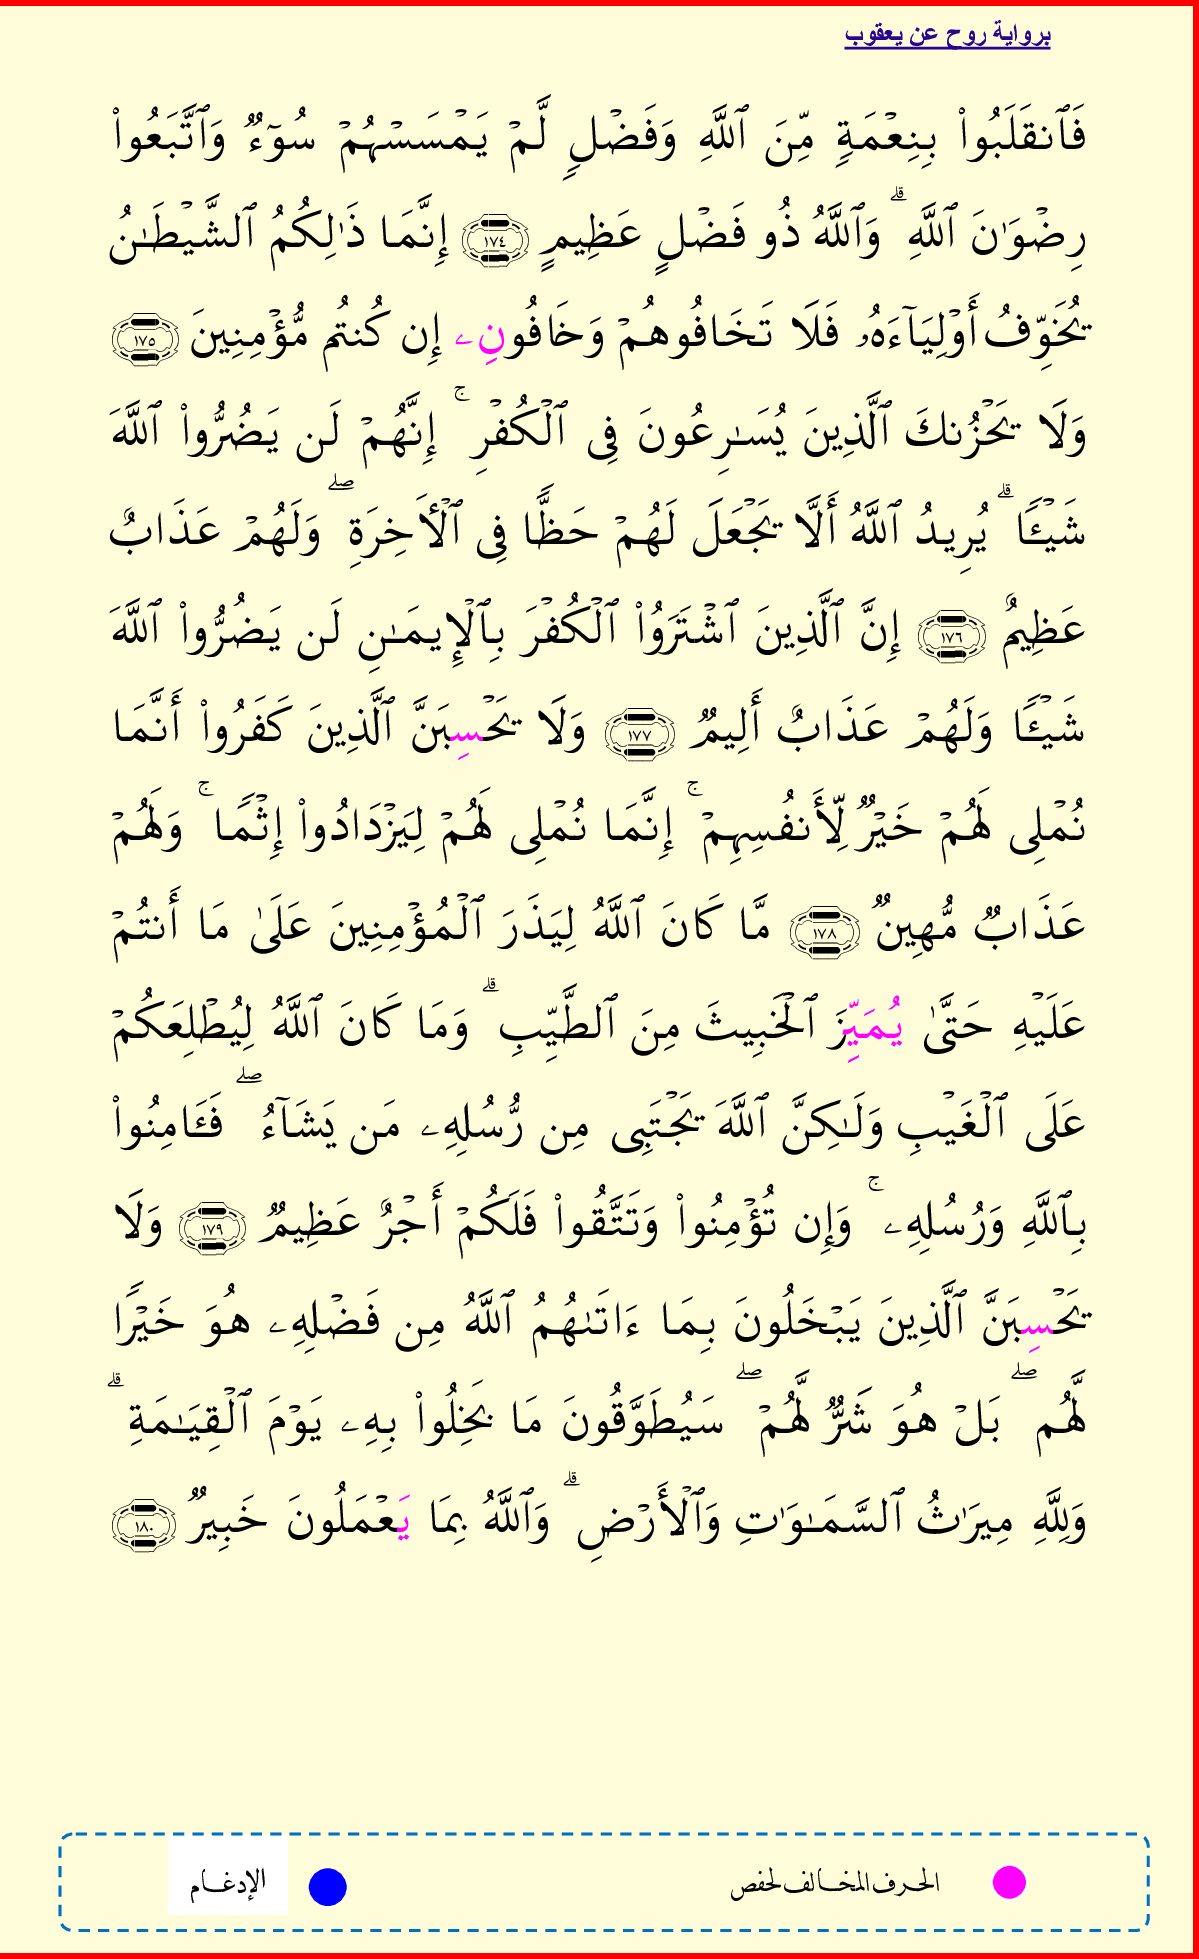 برواية روح عن يعقوب
فَٱنقَلَبُوا۟ بِنِعْمَةٍ مِّنَ ٱللَّهِ وَفَضْلٍ لَّمْ يَمْسَسْهُمْ سُوٓءٌ وَٱتَّبَعُوا۟
رِضْوَٰنَ ٱللَّهِ ۗ وَٱللَّهُ ذُو فَضْلٍ عَظِيمٍ ١٧٤ إِنَّمَا ذَٰلِكُمُ ٱلشَّيْطَـٰنُ
يُخَوِّفُ أَوْلِيَآءَهُۥ فَلَا تَخَافُوهُمْ وَخَافُونِۦ إِن كُنتُم مُّؤْمِنِينَ ١٧٥
وَلَا يَحْزُنكَ ٱلَّذِينَ يُسَـٰرِعُونَ فِى ٱلْكُفْرِ ۚ إِنَّهُمْ لَن يَضُرُّوا۟ ٱللَّهَ
شَيْـًٔا ۗ يُرِيدُ ٱللَّهُ أَلَّا يَجْعَلَ لَهُمْ حَظًّا فِى ٱلْـَٔاخِرَةِ ۖ وَلَهُمْ عَذَابٌ
عَظِيمٌ ١٧٦ إِنَّ ٱلَّذِينَ ٱشْتَرَوُا۟ ٱلْكُفْرَ بِٱلْإِيمَـٰنِ لَن يَضُرُّوا۟ ٱللَّهَ
شَيْـًٔا وَلَهُمْ عَذَابٌ أَلِيمٌ ١٧٧ وَلَا يَحْسِبَنَّ ٱلَّذِينَ كَفَرُوا۟ أَنَّمَا
نُمْلِى لَهُمْ خَيْرٌ لِّأَنفُسِهِمْ ۚ إِنَّمَا نُمْلِى لَهُمْ لِيَزْدَادُوا۟ إِثْمًا ۚ وَلَهُمْ
عَذَابٌ مُّهِينٌ ١٧٨ مَّا كَانَ ٱللَّهُ لِيَذَرَ ٱلْمُؤْمِنِينَ عَلَىٰ مَا أَنتُمْ
عَلَيْهِ حَتَّىٰ يُمَيِّزَ ٱلْخَبِيثَ مِنَ ٱلطَّيِّبِ ۗ وَمَا كَانَ ٱللَّهُ لِيُطْلِعَكُمْ
عَلَى ٱلْغَيْبِ وَلَـٰكِنَّ ٱللَّهَ يَجْتَبِى مِن رُّسُلِهِۦ مَن يَشَآءُ ۖ فَـَٔامِنُوا۟
بِٱللَّهِ وَرُسُلِهِۦ ۚ وَإِن تُؤْمِنُوا۟ وَتَتَّقُوا۟ فَلَكُمْ أَجْرٌ عَظِيمٌ ١٧٩ وَلَا
يَحْسِبَنَّ ٱلَّذِينَ يَبْخَلُونَ بِمَا ءَاتَىٰهُمُ ٱللَّهُ مِن فَضْلِهِۦ هُوَ خَيْرًا
لَّهُم ۖ بَلْ هُوَ شَرٌّ لَّهُمْ ۖ سَيُطَوَّقُونَ مَا بَخِلُوا۟ بِهِۦ يَوْمَ ٱلْقِيَـٰمَةِ ۗ
وَلِلَّهِ مِيرَٰثُ ٱلسَّمَـٰوَٰتِ وَٱلْأَرْضِ ۗ وَٱللَّهُ بِمَا يَعْمَلُونَ خَبِيرٌ ١٨٠
الحرف المخالف لحفص الإدغام